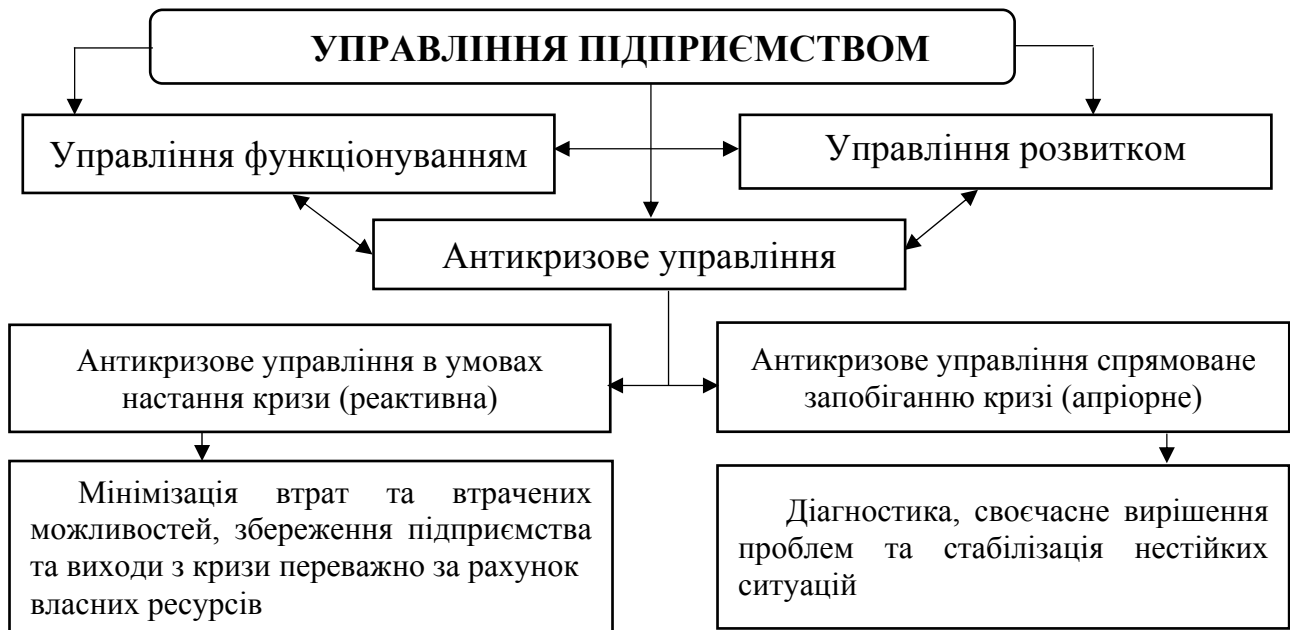 УПРАВЛІННЯ ПІДПРИЄМСТВОМ
Управління функціонуванням
Управління розвитком
Антикризове управління
Антикризове управління в умовах
настання кризи (реактивна)
Антикризове управління спрямоване
запобіганню кризі (апріорне)
Мінімізація втрат та втрачених
можливостей, збереження підприємства
та виходи з кризи переважно за рахунок
власних ресурсів
Діагностика, своєчасне вирішення
проблем та стабілізація нестійких
ситуацій